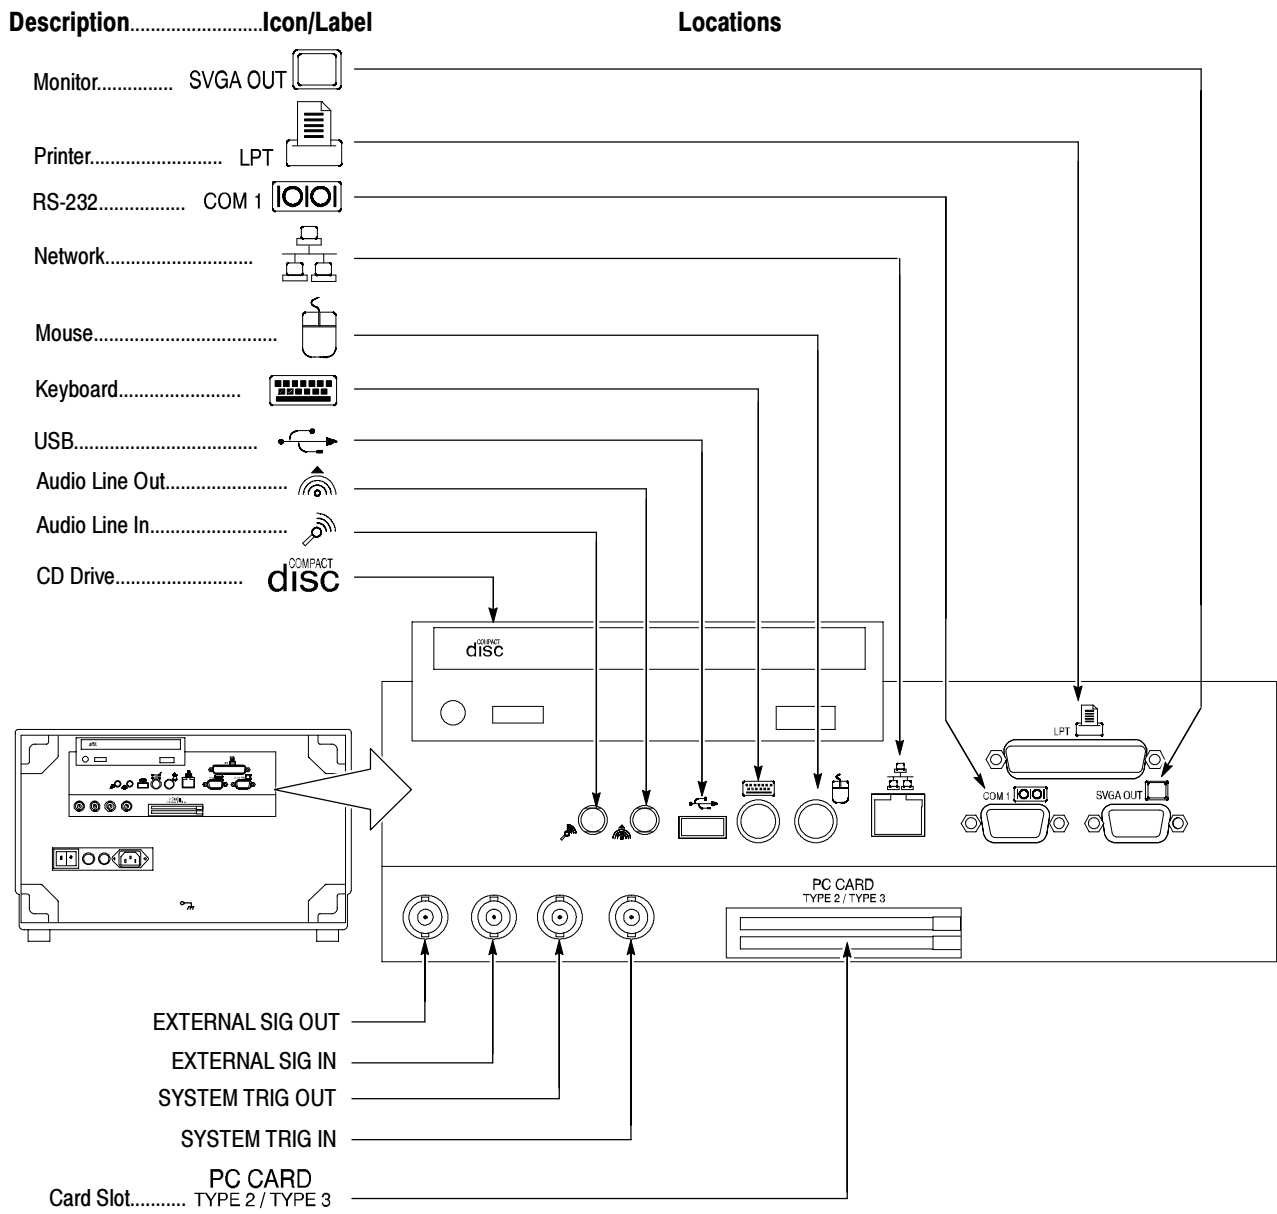 Description..........................Icon/Label
Locations
Monitor............... SVGA OUT
Printer.......................... LPT
RS-232................. COM 1
Network.............................
Mouse....................................
Keyboard........................
USB....................................
Audio Line Out........................
Audio Line In...........................
CD Drive......................... COMPACT disc
COMPACT
disc
LPT
COM 1
SVGA OUT
PC CARD
TYPE 2 / TYPE 3
EXTERNAL SIG OUT
EXTERNAL SIG IN
SYSTEM TRIG OUT
SYSTEM TRIG IN
PC CARD
Card Slot........... TYPE 2 / TYPE 3